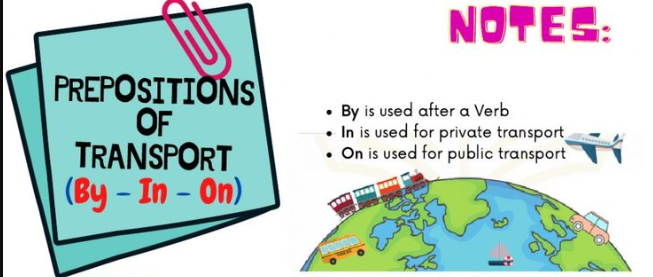 PREPOSITIONS
OF
TRANSPORT
(By – In – On)
NOTES:
• By is used after a Verb
• In is used for private transport
• On is used for public transport